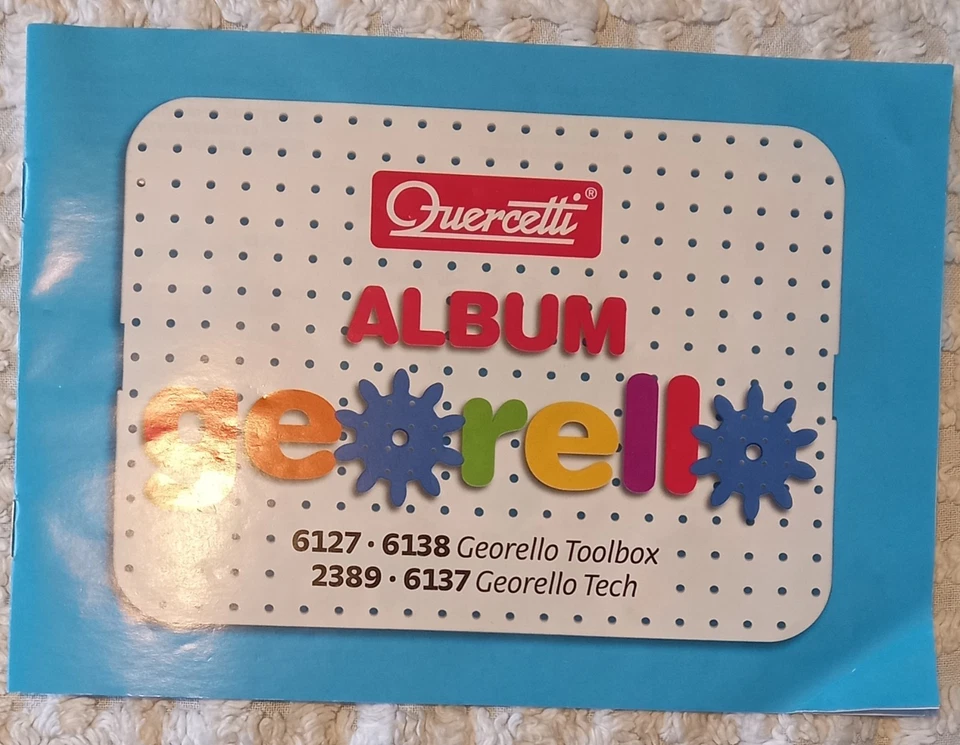 Quercetti®
ALBUM
georello
6127 · 6138 Georello Toolbox
2389 · 6137 Georello Tech